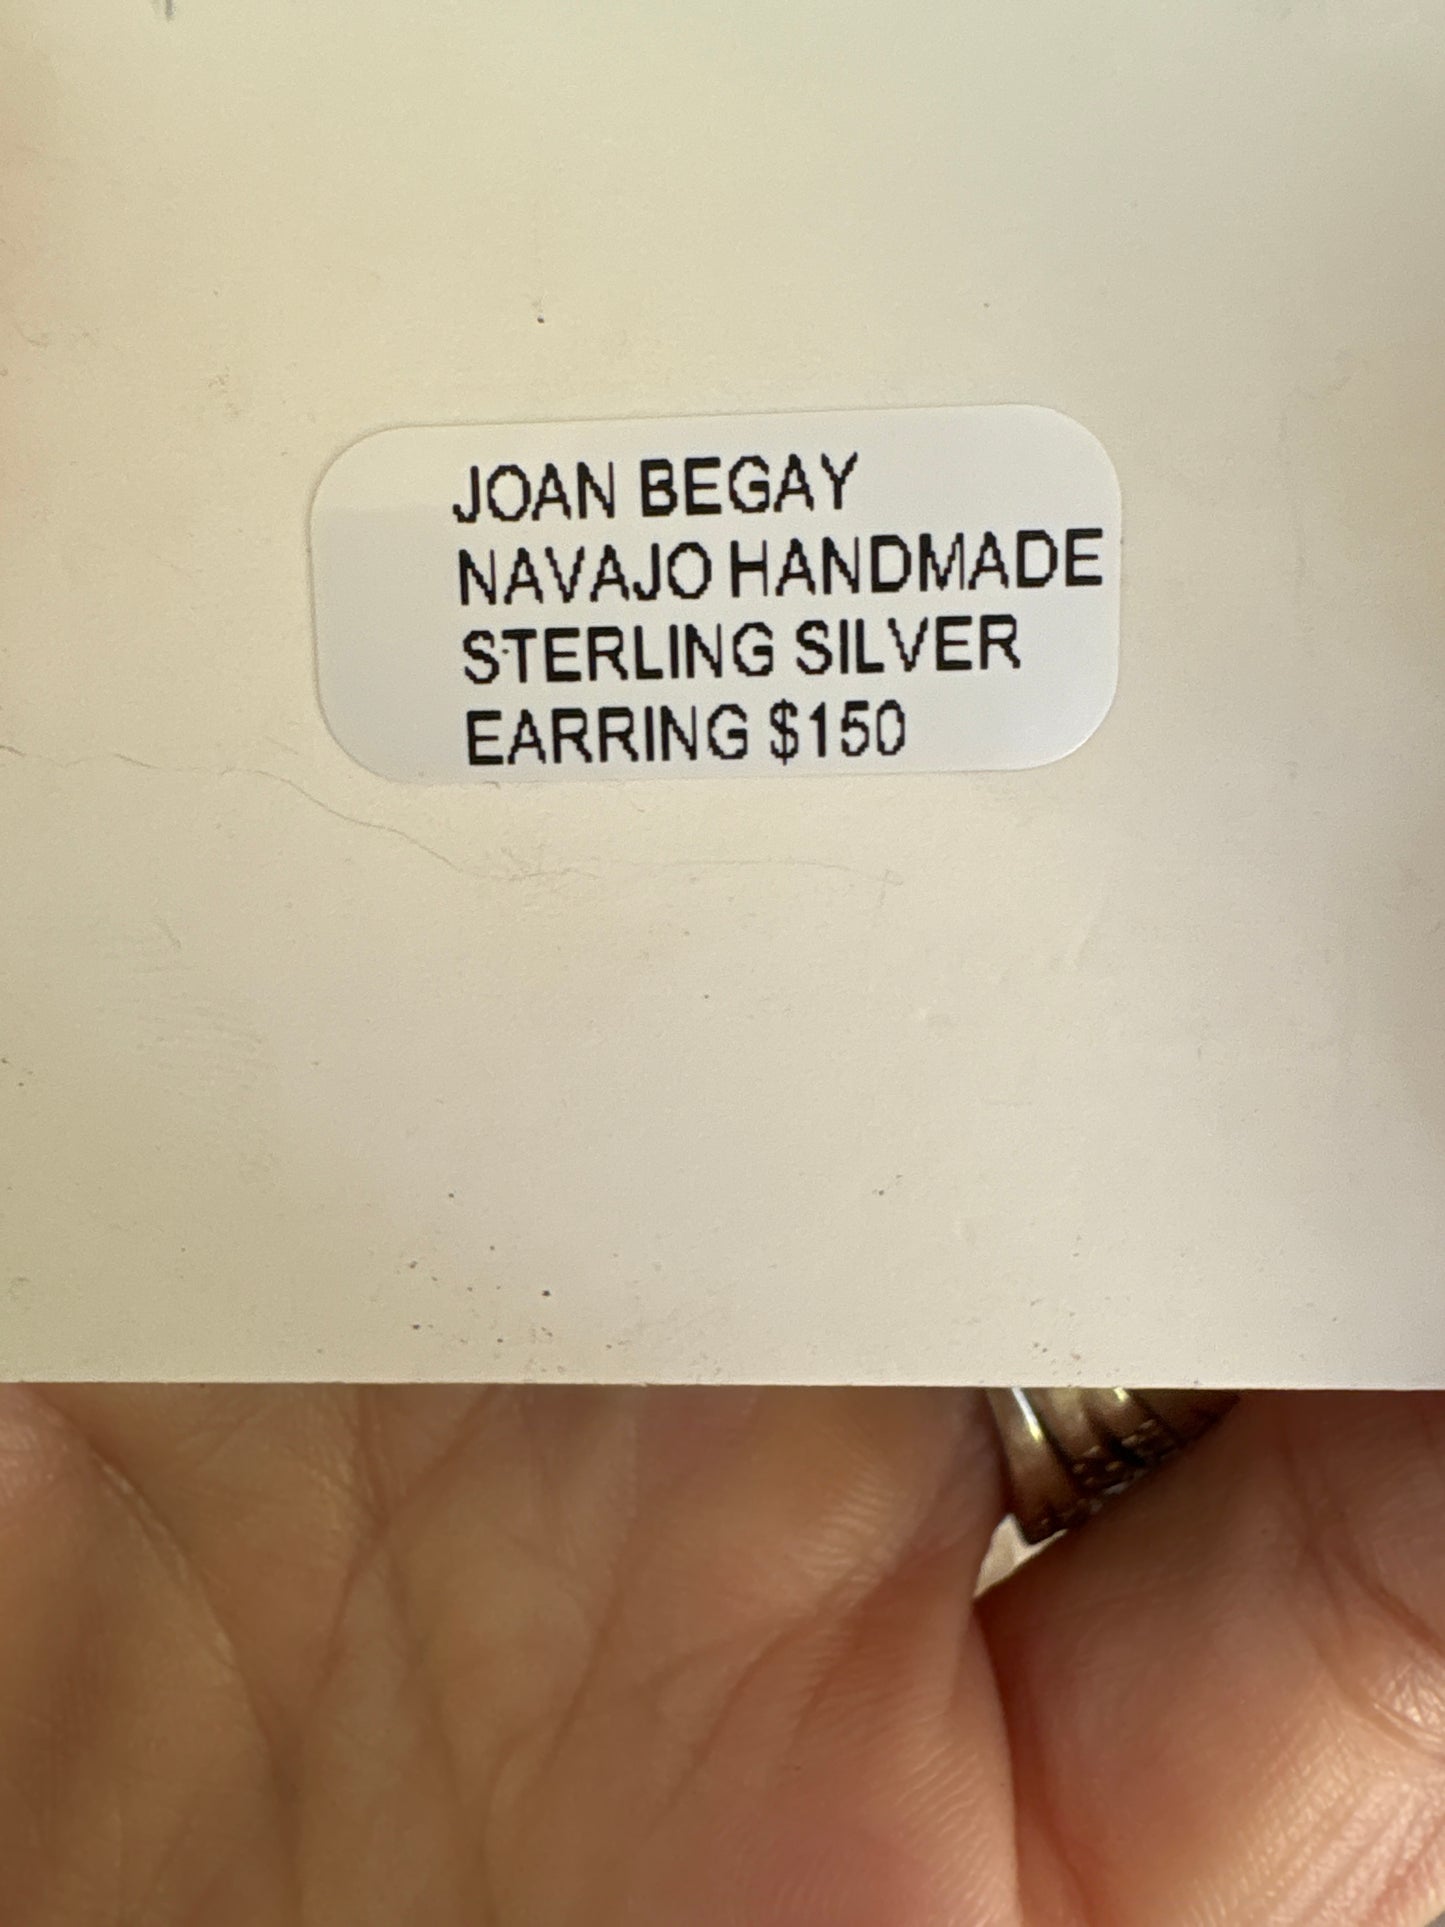 JOAN BEGAY
NAVAJO HANDMADE
STERLING SILVER
EARRING $150